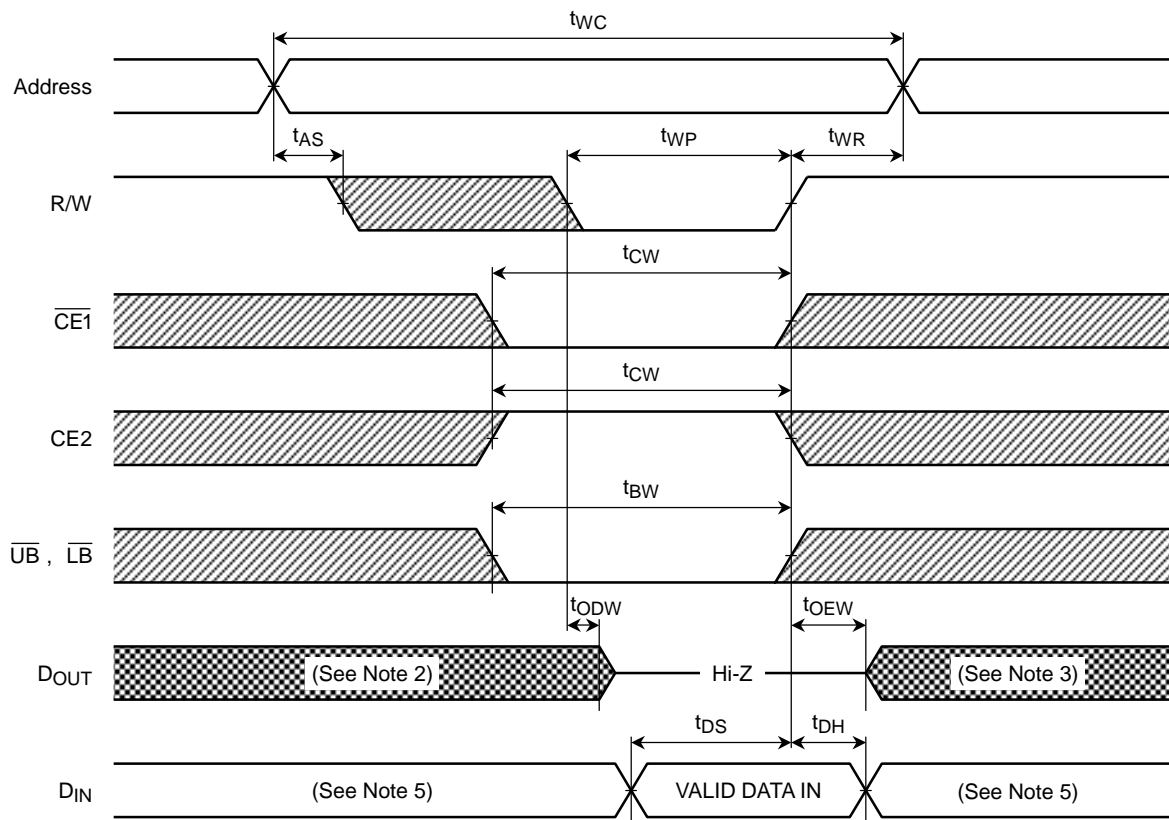 tWC
Address
tAS
tWP
tWR
R/W
tCW
CE1
tCW
CE2
tBW
UB , LB
tODW
tOEW
DOUT
(See Note 2)
Hi-Z
(See Note 3)
tDS
tDH
DIN
(See Note 5)
VALID DATA IN
(See Note 5)